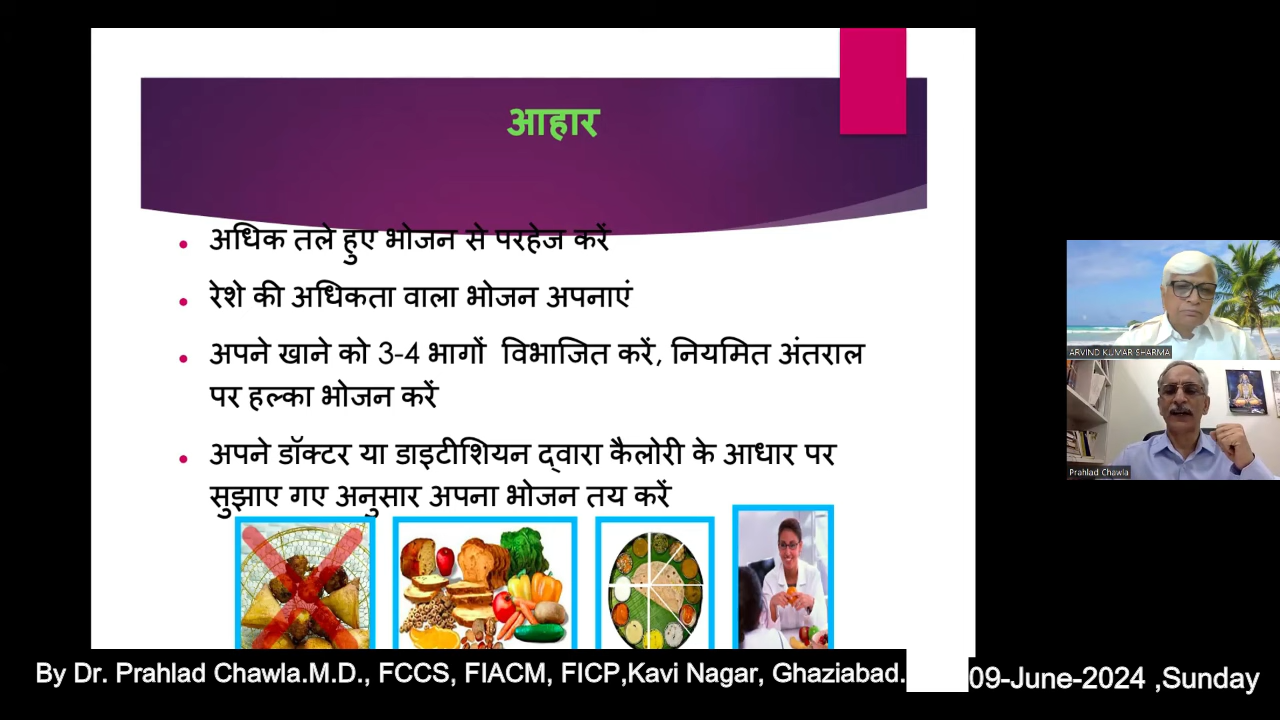 आहार
अधिक तले हुए भोजन से परहेज करें
रेशे की अधिकता वाला भोजन अपनाएं
अपने खाने को 3-4 भागों विभाजित करें, नियमित अंतराल
पर हल्का भोजन करें
अपने डॉक्टर या डाइटीशियन द्वारा कैलोरी के आधार पर
सुझाए गए अनुसार अपना भोजन तय करें
ARVIND KUMAR SHARMA
Prahlad Chawla
By Dr. Prahlad Chawla.M.D., FCCS, FIACM, FICP,Kavi Nagar, Ghaziabad.
09-June-2024 ,Sunday